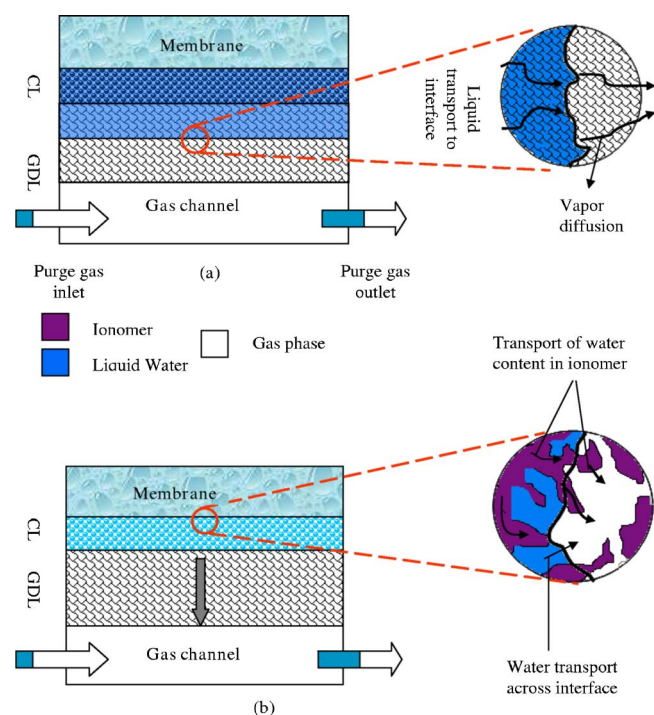 (a)
Membrane
CL
GDL
Liquid
transport to
interface
Vapor
diffusion
Gas channel
Purge gas
inlet
(a)
Purge gas
outlet
Ionomer
Liquid Water
Gas phase
Transport of water
content in ionomer
Membrane
CL
GDL
Gas channel
Water transport
across interface
(b)